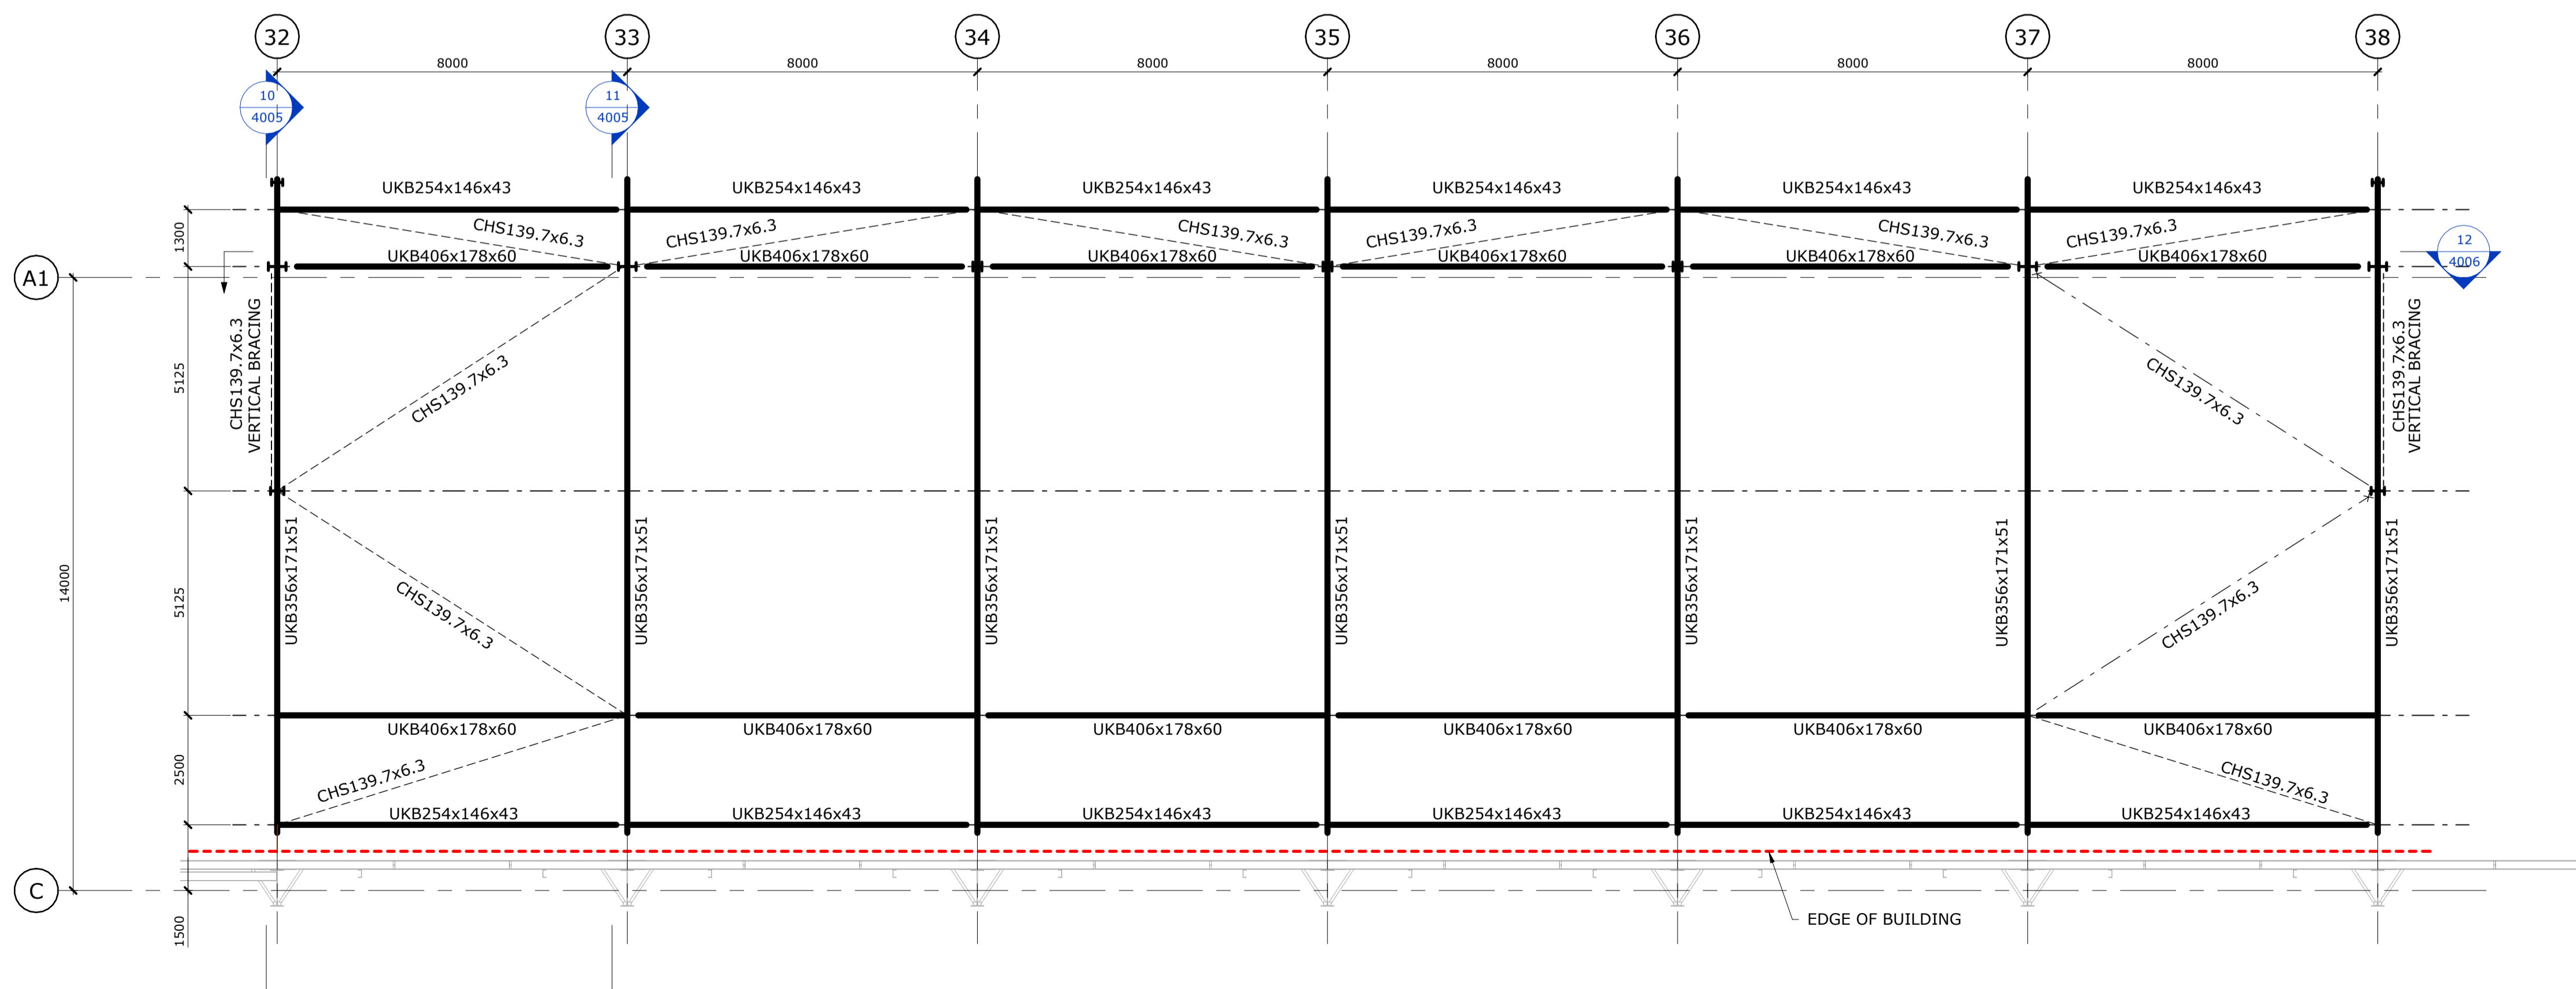 32 33 34 35 36 37 38
8000 8000 8000 8000 8000 8000
10
4005
11
4005
UKB254x146x43 UKB254x146x43 UKB254x146x43 UKB254x146x43 UKB254x146x43 UKB254x146x43
1300
CHS139.7x6.3 CHS139.7x6.3 CHS139.7x6.3 CHS139.7x6.3 CHS139.7x6.3 CHS139.7x6.3
UKB406x178x60 UKB406x178x60 UKB406x178x60 UKB406x178x60 UKB406x178x60 UKB406x178x60
12
4006
A1
5125
CHS139.7x6.3
VERTICAL BRACING
CHS139.7x6.3
CHS139.7x6.3
CHS139.7x6.3
VERTICAL BRACING
14000
5125
UKB356x171x51 UKB356x171x51 UKB356x171x51 UKB356x171x51 UKB356x171x51 UKB356x171x51 UKB356x171x51
CHS139.7x6.3
CHS139.7x6.3
UKB406x178x60 UKB406x178x60 UKB406x178x60 UKB406x178x60 UKB406x178x60 UKB406x178x60
2500
CHS139.7x6.3
CHS139.7x6.3
UKB254x146x43 UKB254x146x43 UKB254x146x43 UKB254x146x43 UKB254x146x43 UKB254x146x43
C
1500
EDGE OF BUILDING